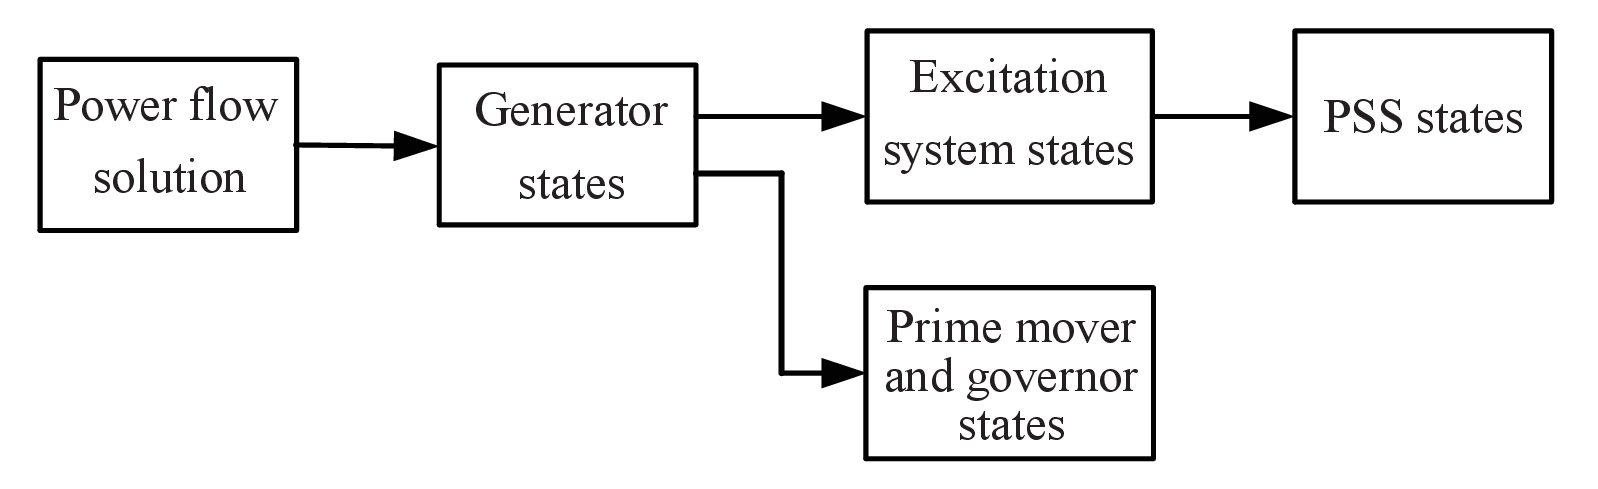 Power flow
solution
Generator
states
Excitation
system states
PSS states
Prime mover
and governor
states